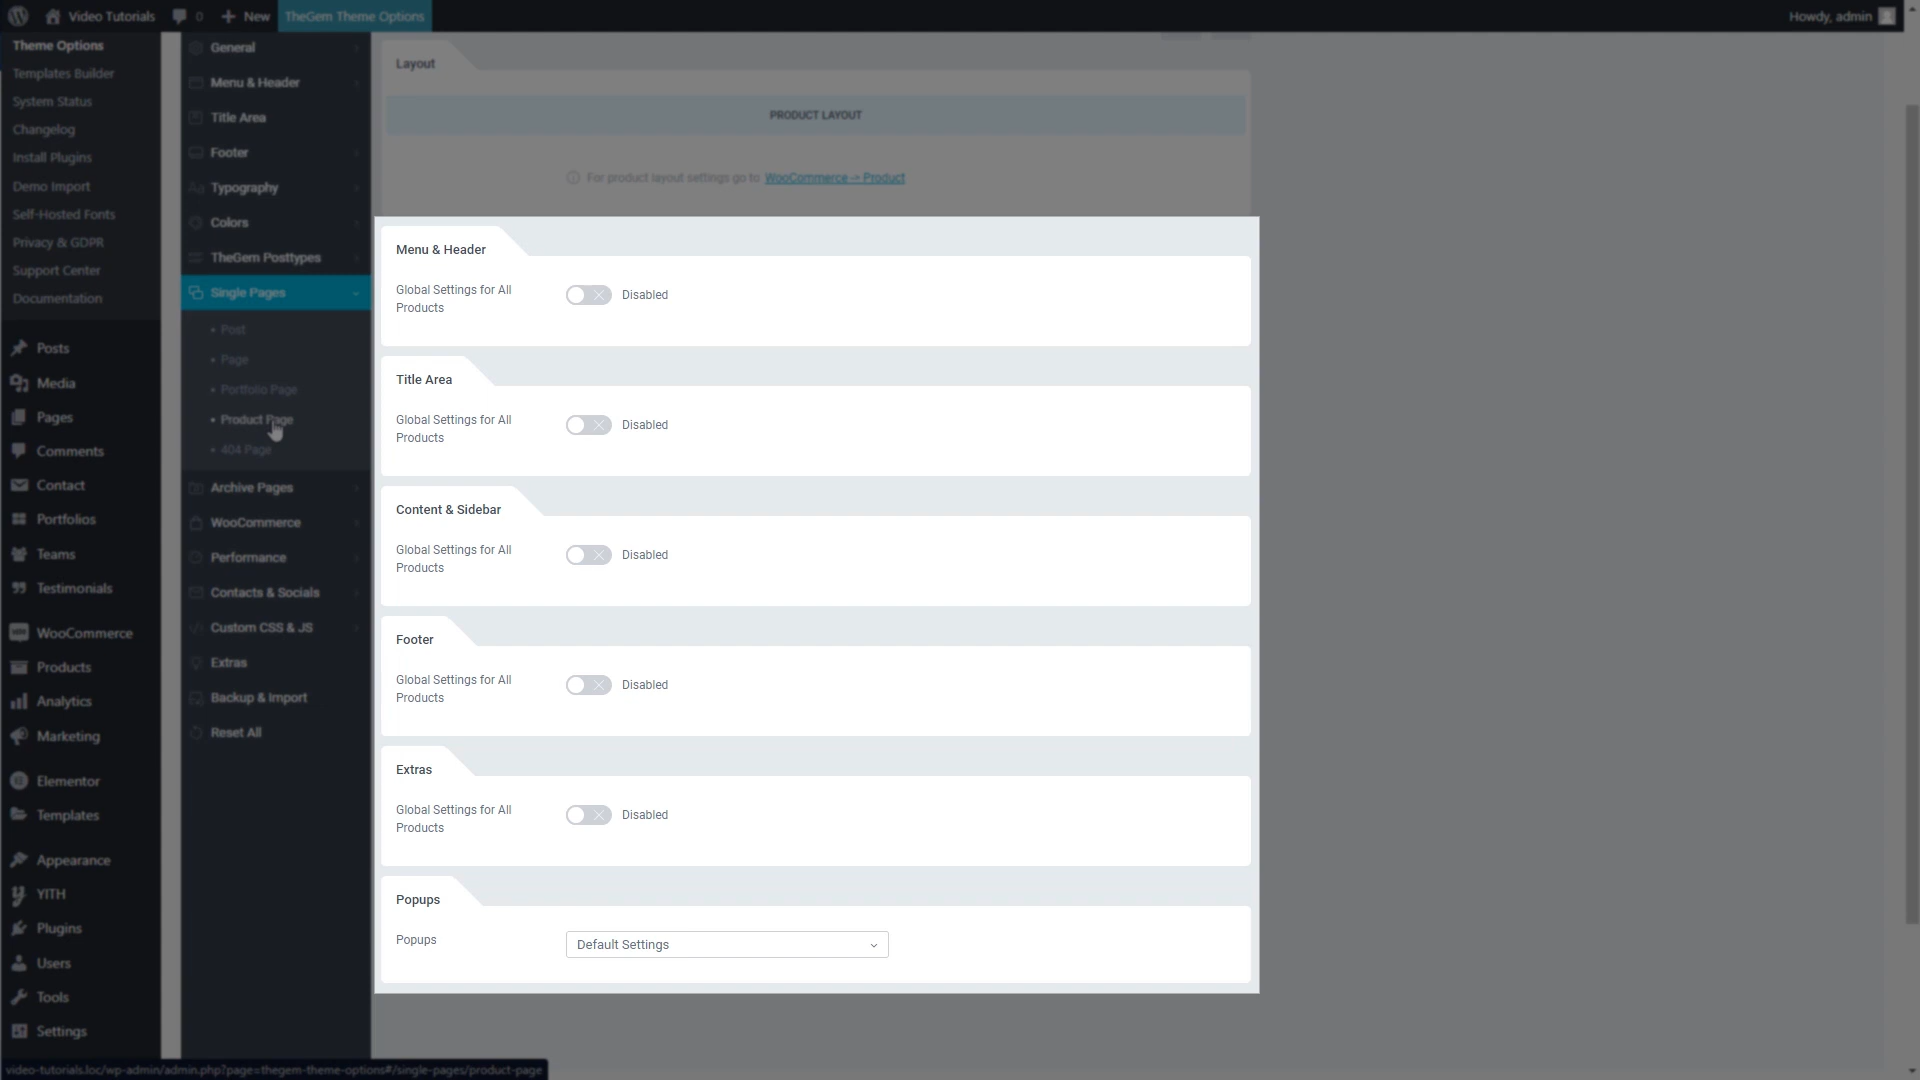 Video Tutorials
0
New
TheGem Theme Options
Howdy, admin
Theme Options
Templates Builder
System Status
Changelog
Install Plugins
Demo Import
Self-Hosted Fonts
Privacy & GDPR
Support Center
Documentation
Posts
Media
Pages
Comments
Contact
Portfolios
Teams
Testimonials
WooCommerce
Products
Analytics
Marketing
Elementor
Templates
Appearance
YITH
Plugins
Users
Tools
Settings
General
Menu & Header
Title Area
Footer
Typography
Colors
TheGem Posttypes
Single Pages
Post
Page
Portfolio Page
Product Page
404 Page
Archive Pages
WooCommerce
Performance
Contacts & Socials
Custom CSS & JS
Extras
Backup & Import
Reset All
Layout
PRODUCT LAYOUT
For product layout settings go to WooCommerce -> Product
Menu & Header
Global Settings for All
Products
Disabled
Title Area
Global Settings for All
Products
Disabled
Content & Sidebar
Global Settings for All
Products
Disabled
Footer
Global Settings for All
Products
Disabled
Extras
Global Settings for All
Products
Disabled
Popups
Popups
Default Settings
video-tutorials.loc/wp-admin/admin.php?page=thegem-theme-options#/single-pages/product-page